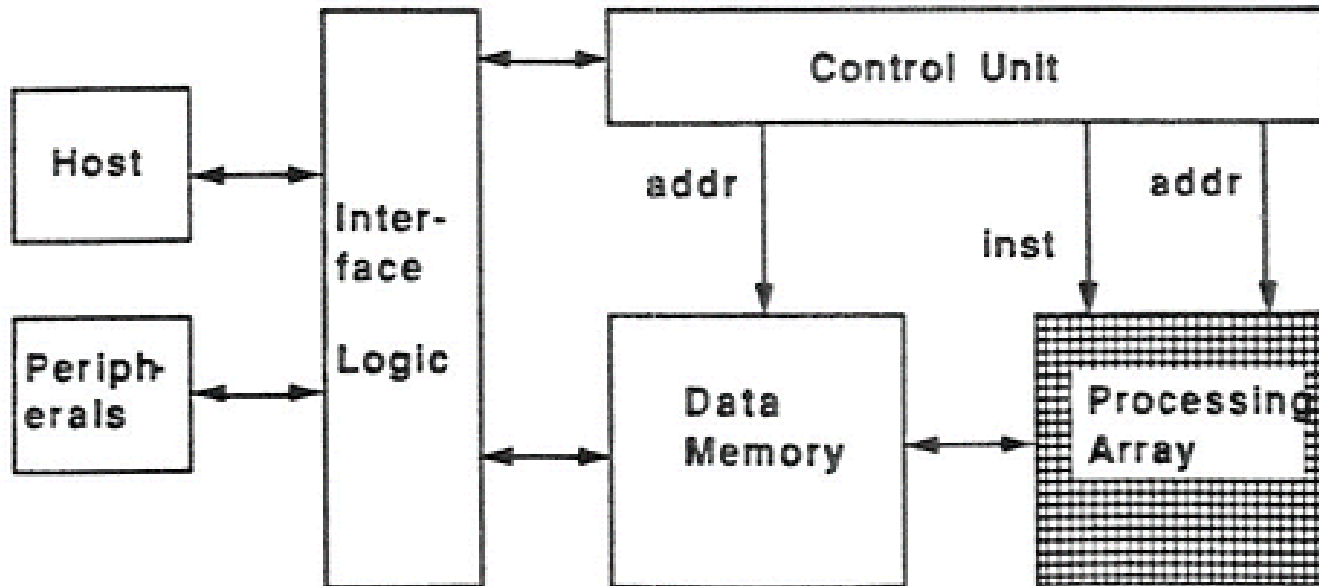 Control Unit
Host
addr
addr
Inter-
face
Logic
inst
Periph-
erals
Data
Memory
Processing
Array